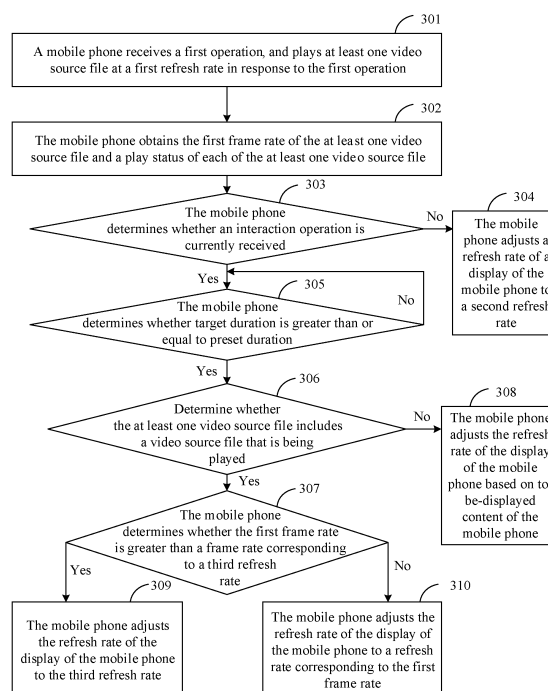 301
A mobile phone receives a first operation, and plays at least one video
source file at a first refresh rate in response to the first operation
302
The mobile phone obtains the first frame rate of the at least one video
source file and a play status of each of the at least one video source file
303
The mobile phone
determines whether an interaction operation is
currently received
No
304
The mobile
phone adjusts a
refresh rate of a
display of the
mobile phone to
a second refresh
rate
Yes
305
The mobile phone
determines whether target duration is greater than or
equal to preset duration
No
Yes
306
Determine whether
the at least one video source file includes
a video source file that is being
played
No
308
The mobile phone
adjusts the refresh
rate of the display
of the mobile
phone based on to-
be-displayed
content of the
mobile phone
Yes
307
The mobile phone
determines whether the first frame rate
is greater than a frame rate corresponding
to a third refresh
rate
Yes
No
309
The mobile phone adjusts
the refresh rate of the
display of the mobile phone
to the third refresh rate
310
The mobile phone adjusts the
refresh rate of the display of
the mobile phone to a refresh
rate corresponding to the first
frame rate